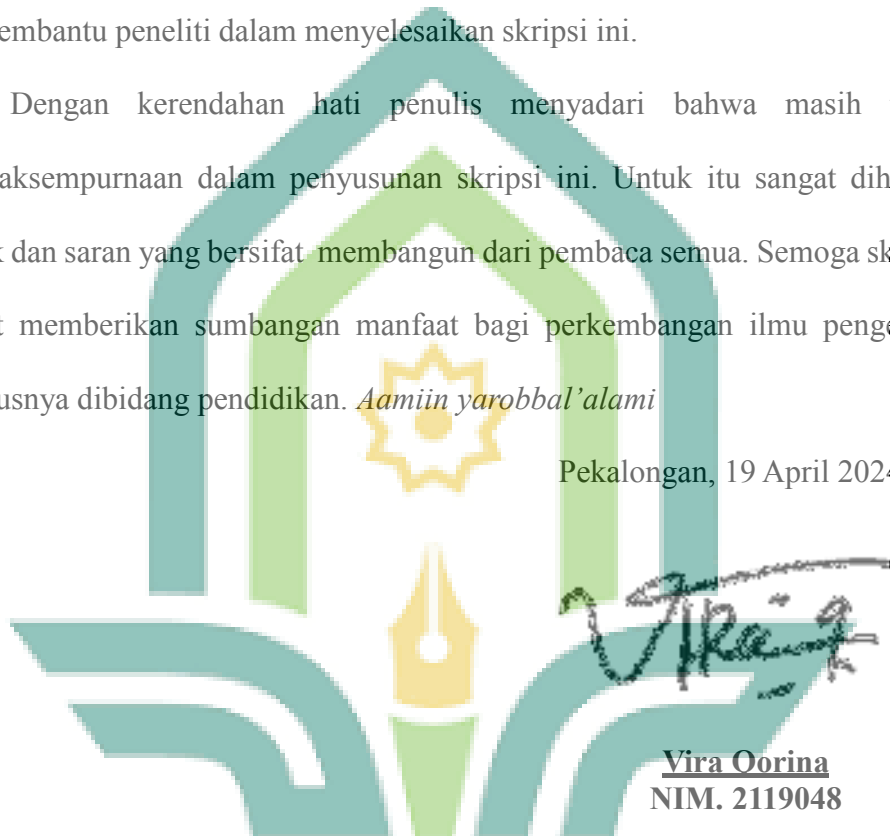 embantu peneliti dalam menyelesaikan skripsi ini.
Dengan kerendahan hati penulis menyadari bahwa masih
aksempurnaan dalam penyusunan skripsi ini. Untuk itu sangat dih
k dan saran yang bersifat membangun dari pembaca semua. Semoga sk
t memberikan sumbangan manfaat bagi perkembangan ilmu penge
usnya dibidang pendidikan. Aamiin yarobbal’alami
Pekalongan, 19 April 2024
Vira Qorina
NIM. 2119048